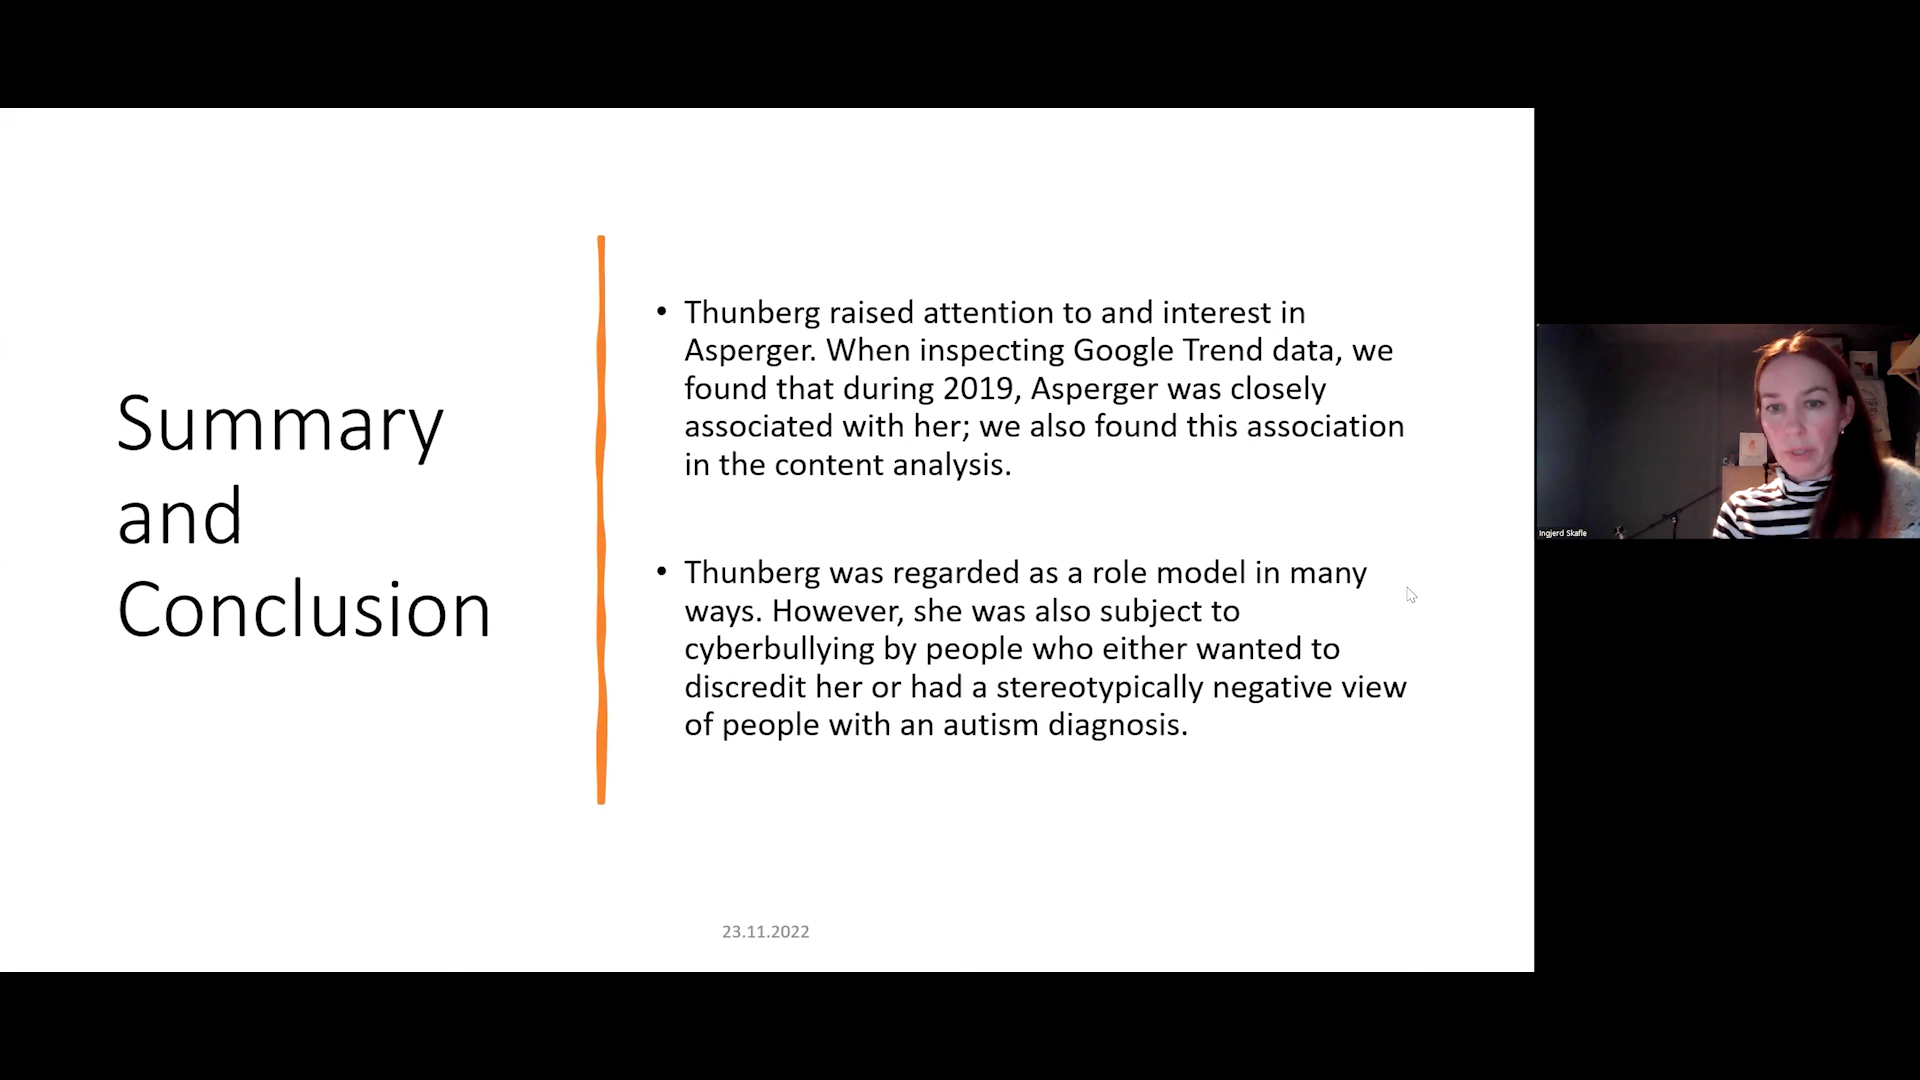 Summary
and
Conclusion
• Thunberg raised attention to and interest in
Asperger. When inspecting Google Trend data, we
found that during 2019, Asperger was closely
associated with her; we also found this association
in the content analysis.
• Thunberg was regarded as a role model in many
ways. However, she was also subject to
cyberbullying by people who either wanted to
discredit her or had a stereotypically negative view
of people with an autism diagnosis.
23.11.2022
Ingjerd Skafle